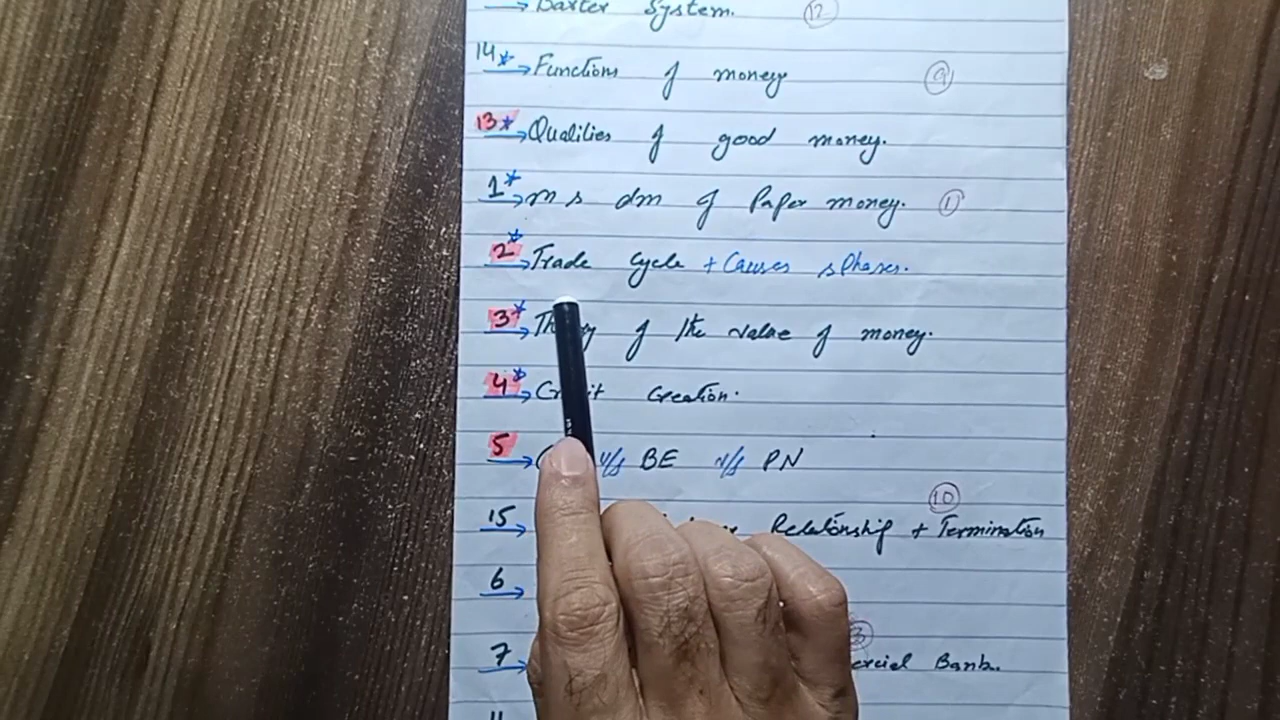 → Barter System. 12
14* → Functions of money 9
13* → Qualities of good money.
1* → m s dm of Paper money. 1
2* → Trade Cycle + Causes s Phases.
3* → of the value of money.
4* → Creation.
5 → v/s BE v/s PN
10
15 → Relationship + Termination
6 →
7 → Bank.
11